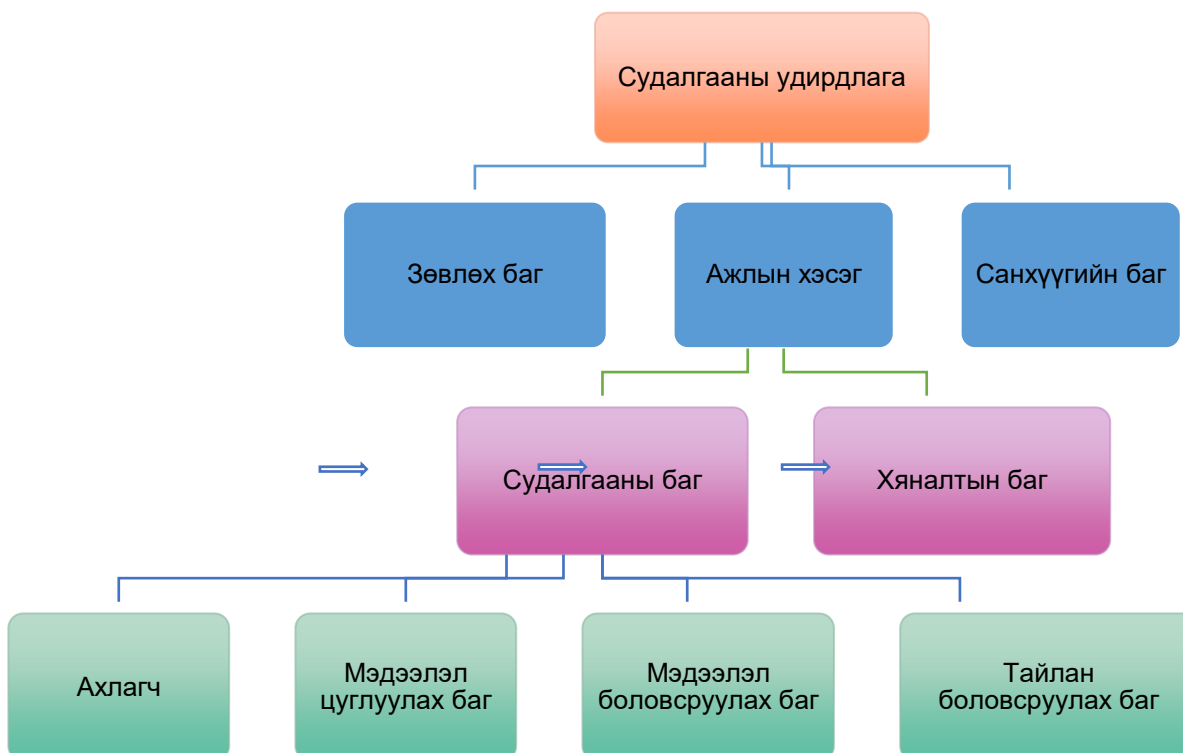 Судалгааны удирдлага
Зөвлөх баг
Ажлын хэсэг
Санхүүгийн баг
Судалгааны баг
Хяналтын баг
Ахлагч
Мэдээлэл
цуглуулах баг
Мэдээлэл
боловсруулах баг
Тайлан
боловсруулах баг